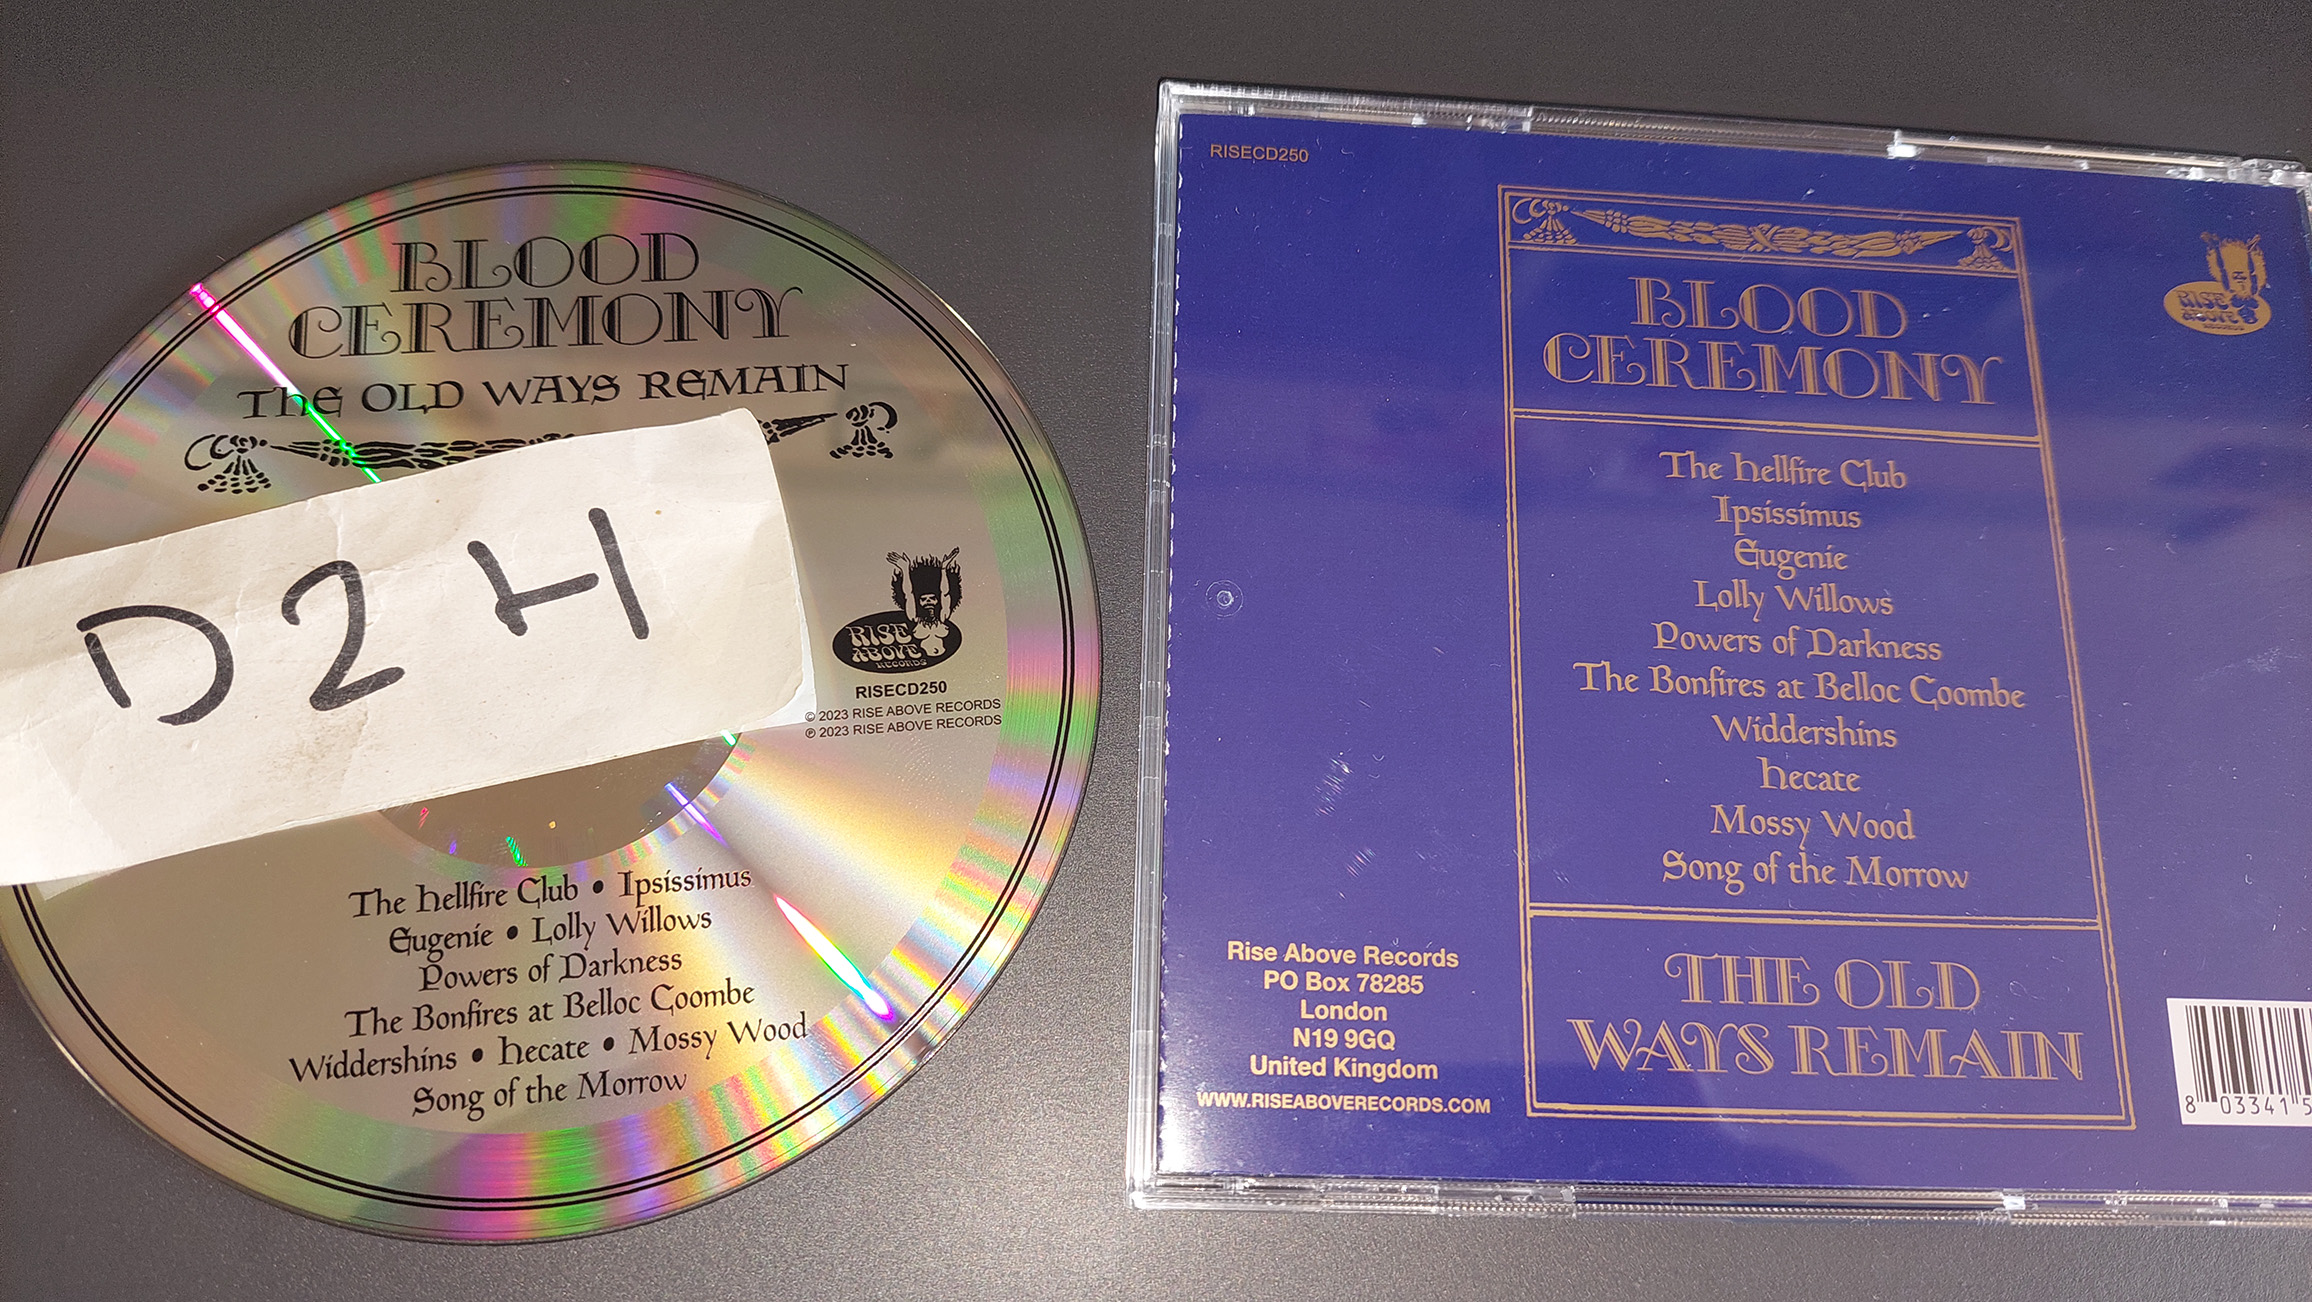 BLOOD
CEREMONY
The OLD WAYS REMAIN
D2H
RISE
ABOVE
RECORDS
RISECD250
© 2023 RISE ABOVE RECORDS
℗ 2023 RISE ABOVE RECORDS
The Hellfire Club • Ipsissimus
Eugenie • Lolly Willows
Powers of Darkness
The Bonfires at Belloc Coombe
Widdershins • Hecate • Mossy Wood
Song of the Morrow
RISECD250
BLOOD
CEREMONY
RISE
ABOVE
RECORDS
The Hellfire Club
Ipsissimus
Eugenie
Lolly Willows
Powers of Darkness
The Bonfires at Belloc Coombe
Widdershins
Hecate
Mossy Wood
Song of the Morrow
THE OLD
WAYS REMAIN
Rise Above Records
PO Box 78285
London
N19 9GQ
United Kingdom
WWW.RISEABOVERECORDS.COM
8 03341 5